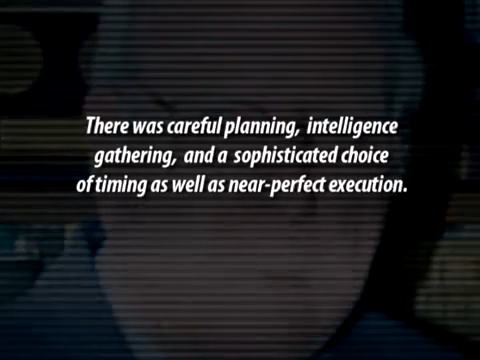 There was careful planning, intelligence
gathering, and a sophisticated choice
of timing as well as near-perfect execution.